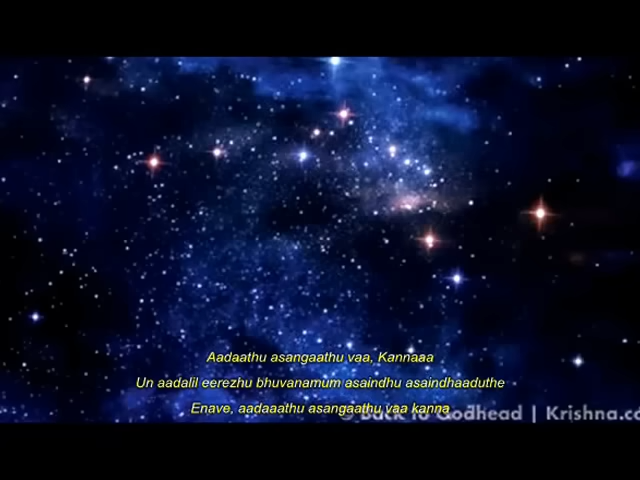 Aadaathu asangaathu vaa, Kannaaa
Un aadalil eerezhu bhuvanamum asaindhu asaindhaaduthe
Enave, aadaaathu asangaathu vaa kanna
© Back to Godhead | Krishna.co